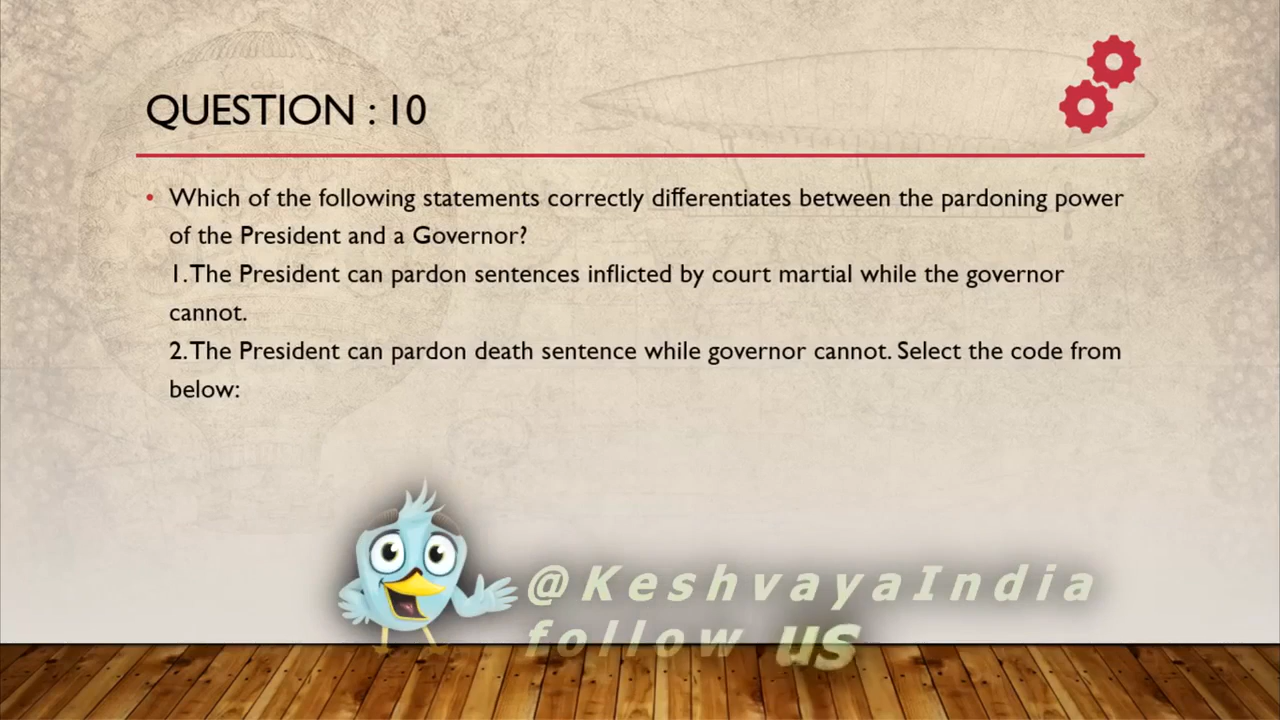 QUESTION : 10
• Which of the following statements correctly differentiates between the pardoning power
of the President and a Governor?
1. The President can pardon sentences inflicted by court martial while the governor
cannot.
2. The President can pardon death sentence while governor cannot. Select the code from
below:
@KeshvayaIndia
follow us